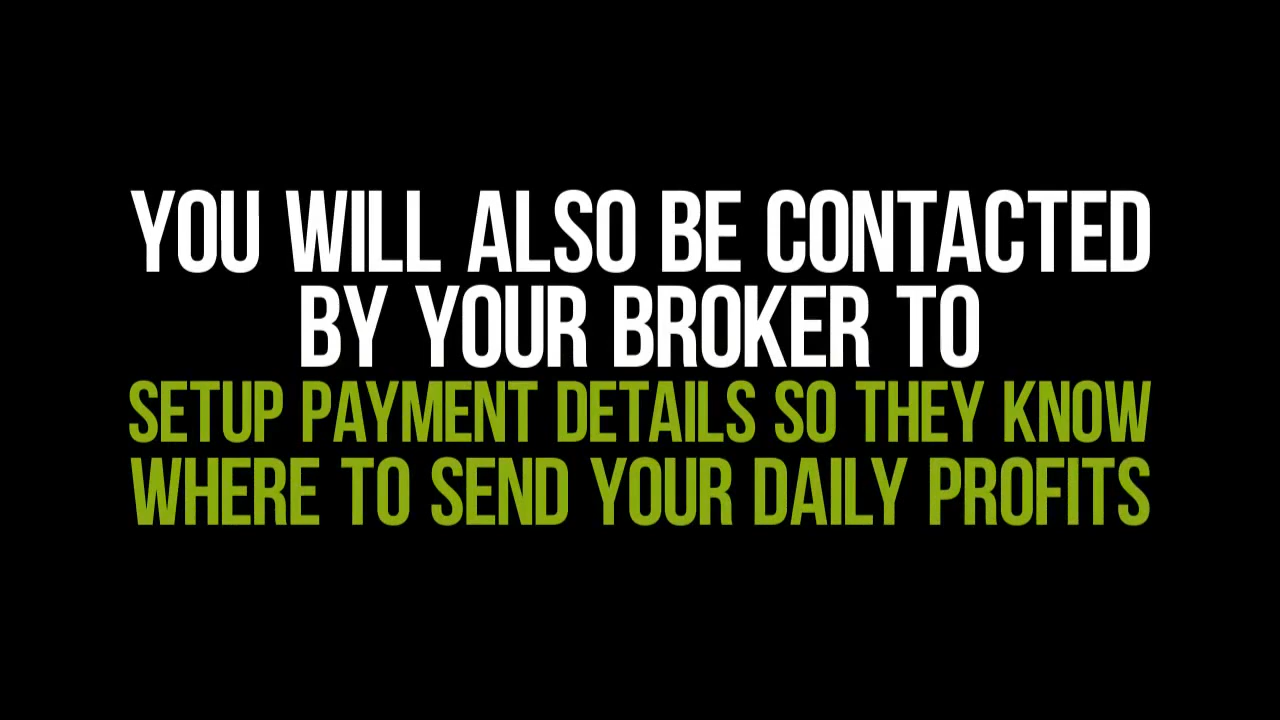 YOU WILL ALSO BE CONTACTED
BY YOUR BROKER TO
SETUP PAYMENT DETAILS SO THEY KNOW
WHERE TO SEND YOUR DAILY PROFITS